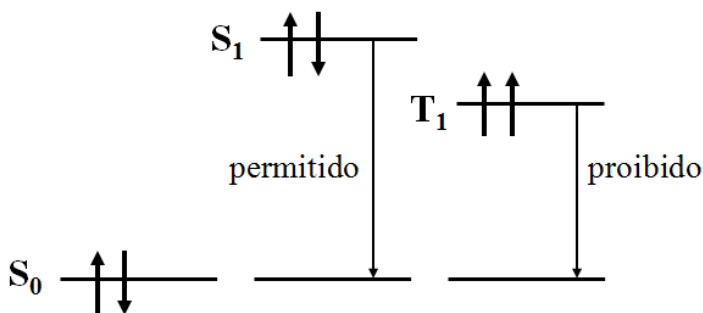 S₁
T₁
permitido
proibido
S₀